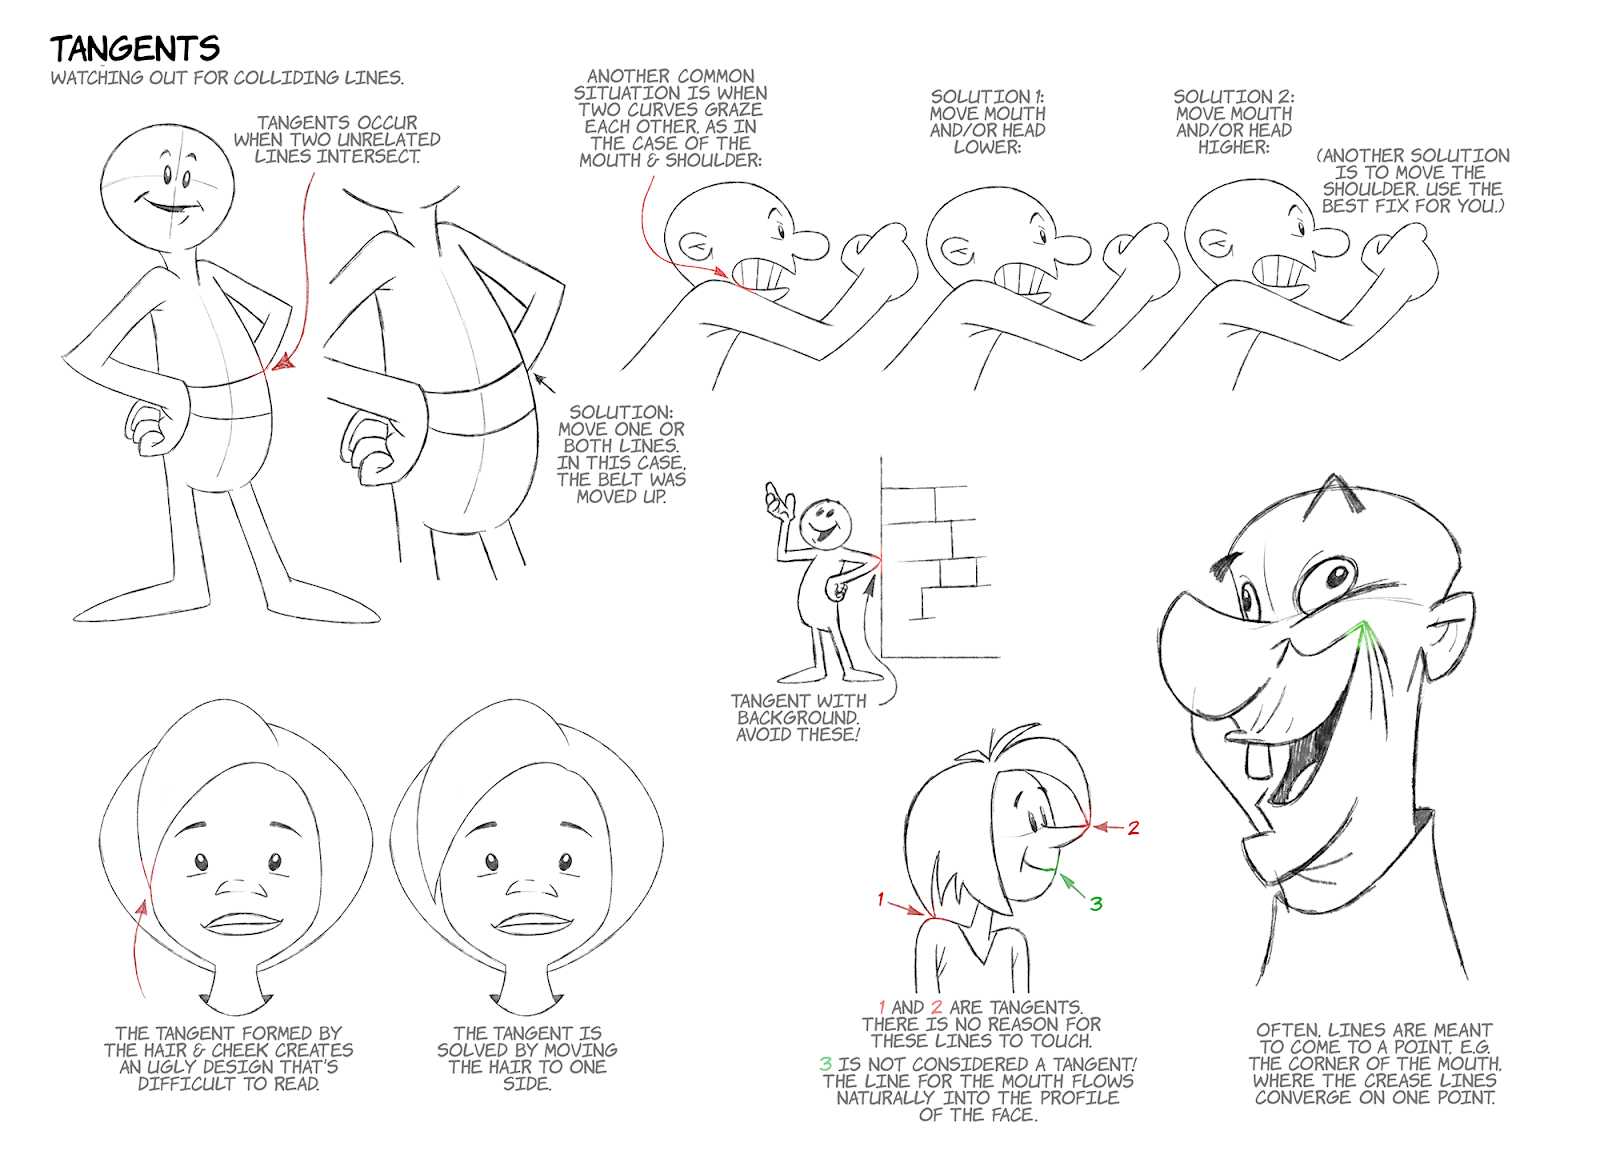 TANGENTS
WATCHING OUT FOR COLLIDING LINES.
TANGENTS OCCUR
WHEN TWO UNRELATED
LINES INTERSECT.
SOLUTION:
MOVE ONE OR
BOTH LINES.
IN THIS CASE,
THE BELT WAS
MOVED UP.
ANOTHER COMMON
SITUATION IS WHEN
TWO CURVES GRAZE
EACH OTHER, AS IN
THE CASE OF THE
MOUTH & SHOULDER:
SOLUTION 1:
MOVE MOUTH
AND/OR HEAD
LOWER:
SOLUTION 2:
MOVE MOUTH
AND/OR HEAD
HIGHER:
(ANOTHER SOLUTION
IS TO MOVE THE
SHOULDER. USE THE
BEST FIX FOR YOU.)
TANGENT WITH
BACKGROUND.
AVOID THESE!
THE TANGENT FORMED BY
THE HAIR & CHEEK CREATES
AN UGLY DESIGN THAT'S
DIFFICULT TO READ.
THE TANGENT IS
SOLVED BY MOVING
THE HAIR TO ONE
SIDE.
2
1
3
1 AND 2 ARE TANGENTS.
THERE IS NO REASON FOR
THESE LINES TO TOUCH.
3 IS NOT CONSIDERED A TANGENT!
THE LINE FOR THE MOUTH FLOWS
NATURALLY INTO THE PROFILE
OF THE FACE.
OFTEN, LINES ARE MEANT
TO COME TO A POINT, E.G.
THE CORNER OF THE MOUTH,
WHERE THE CREASE LINES
CONVERGE ON ONE POINT.